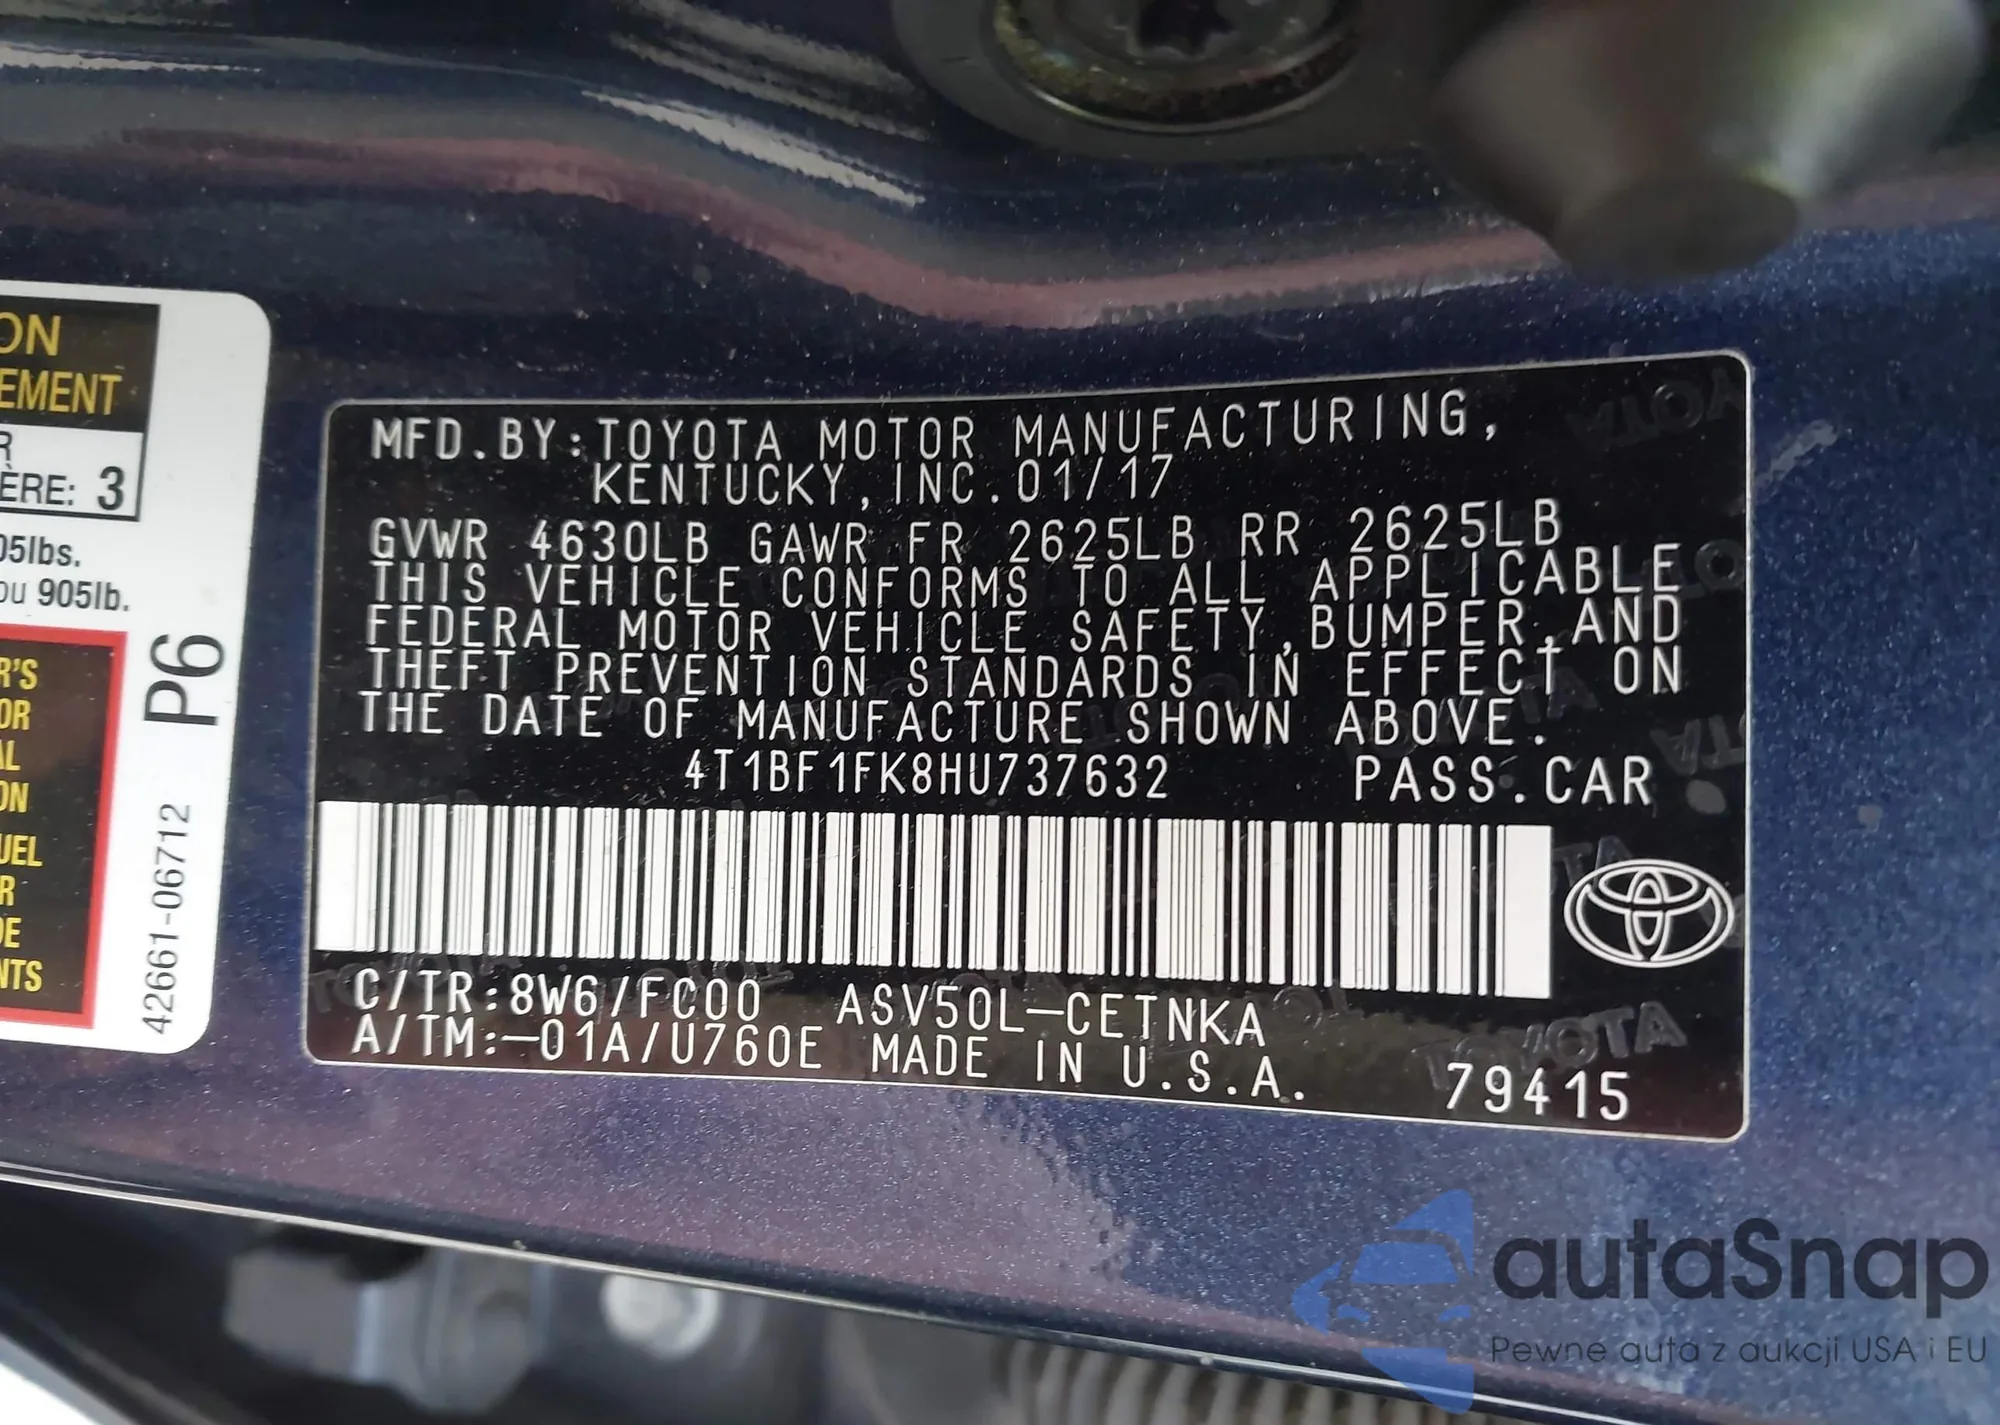 ON
EMENT
R
ÈRE: 3
05lbs.
ou 905lb.
R'S
OR
AL
ON
UEL
R
DE
NTS
P6
42661-06712
MFD.BY:TOYOTA MOTOR MANUFACTURING,
KENTUCKY,INC.01/17
GVWR 4630LB GAWR FR 2625LB RR 2625LB
THIS VEHICLE CONFORMS TO ALL APPLICABLE
FEDERAL MOTOR VEHICLE SAFETY,BUMPER,AND
THEFT PREVENTION STANDARDS IN EFFECT ON
THE DATE OF MANUFACTURE SHOWN ABOVE.
4T1BF1FK8HU737632 PASS.CAR
C/TR:8W6/FC00 ASV50L-CETNKA
A/TM:-01A/U760E MADE IN U.S.A.
79415
TOYOTA
autaSnap
Pewne auta z aukcji USA i EU